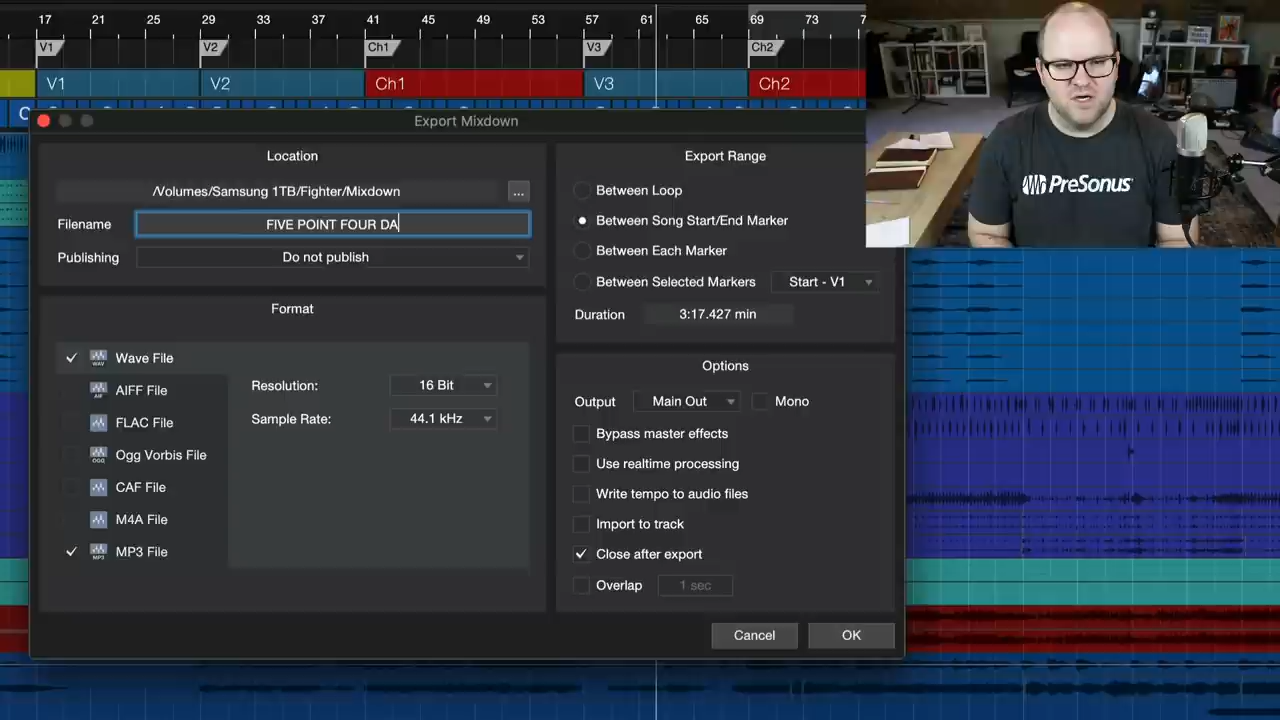 17 21 25 29 33 37 41 45 49 53 57 61 65 69 73 7
V1 V2 Ch1 V3 Ch2
V1 V2 Ch1 V3 Ch2
C
Export Mixdown
Location
/Volumes/Samsung 1TB/Fighter/Mixdown
...
Filename
FIVE POINT FOUR DA
Publishing
Do not publish
Format
Wave File
AIFF File
FLAC File
Ogg Vorbis File
CAF File
M4A File
MP3 File
Resolution:
16 Bit
Sample Rate:
44.1 kHz
Export Range
Between Loop
Between Song Start/End Marker
Between Each Marker
Between Selected Markers
Start - V1
Duration
3:17.427 min
Options
Output
Main Out
Mono
Bypass master effects
Use realtime processing
Write tempo to audio files
Import to track
Close after export
Overlap
1 sec
Cancel
OK
PreSonus